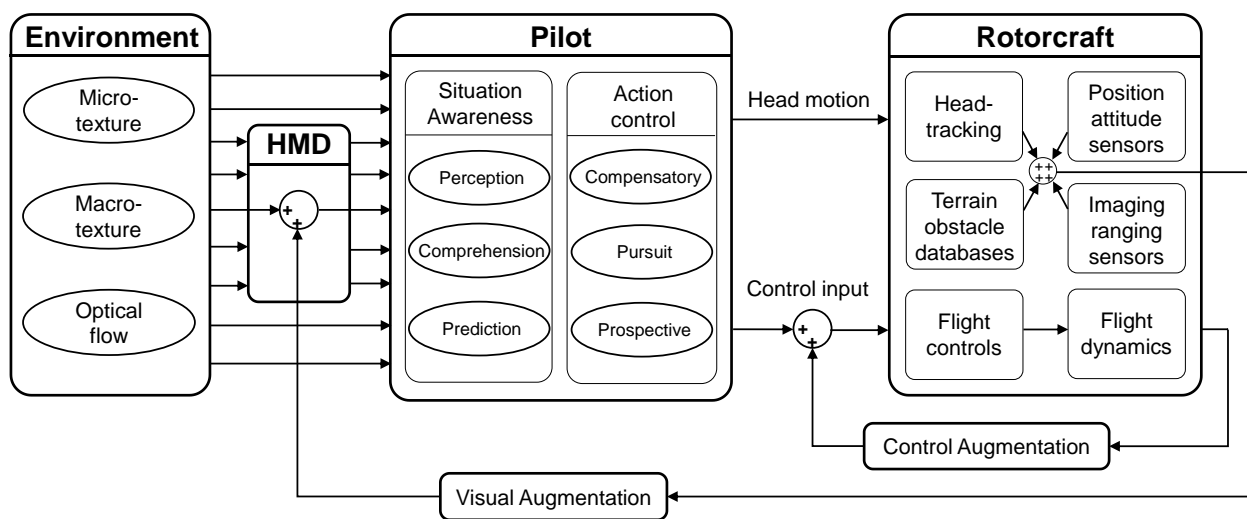 Environment
Micro-
texture
Macro-
texture
Optical
flow
HMD
+
+
Pilot
Situation
Awareness
Perception
Comprehension
Prediction
Action
control
Compensatory
Pursuit
Prospective
Head motion
Control input
+
+
Rotorcraft
Head-
tracking
Position
attitude
sensors
++
++
Terrain
obstacle
databases
Imaging
ranging
sensors
Flight
controls
Flight
dynamics
Control Augmentation
Visual Augmentation